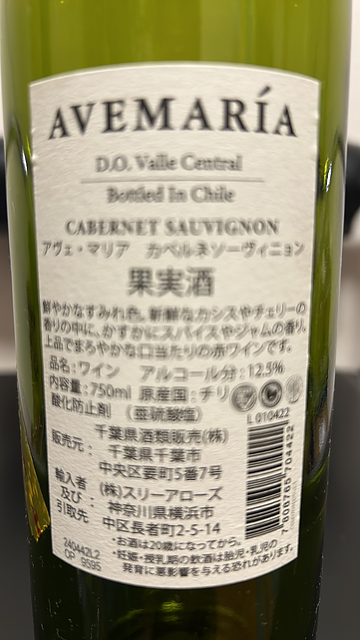 AVEMARÍA
D.O. Valle Central
Bottled In Chile
CABERNET SAUVIGNON
アヴェ・マリア カベルネソーヴィニョン
果実酒
鮮やかなすみれ色。新鮮なカシスやチェリーの
香りの中に、かすかにスパイスやジャムの香り。
上品でまろやかな口当たりの赤ワインです。
品名:ワイン アルコール分:12.5%
内容量:750ml 原産国:チリ
酸化防止剤 (亜硫酸塩)
L 010422
販売元: 千葉県酒類販売(株)
千葉県千葉市
中央区要町5番7号
輸入者及び引取先: (株)スリーアローズ
神奈川県横浜市
中区長者町2-5-14
7 808765 704422
・お酒は20歳になってから。
・妊娠・授乳期の飲酒は胎児・乳児の
発育に悪影響を与える恐れがあります。
240442L2
OP 9595